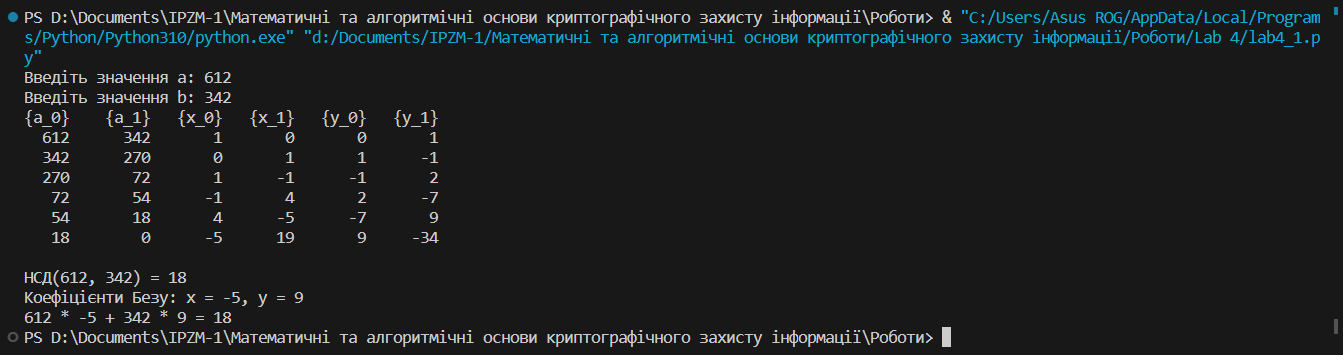 PS D:\Documents\IPZM-1\Математичні та алгоритмічні основи криптографічного захисту інформації\Роботи> & "C:/Users/Asus ROG/AppData/Local/Program
s/Python/Python310/python.exe" "d:/Documents/IPZM-1/Математичні та алгоритмічні основи криптографічного захисту інформації/Роботи/Lab 4/lab4_1.p
y"
Введіть значення a: 612
Введіть значення b: 342
{a_0} {a_1} {x_0} {x_1} {y_0} {y_1}
612 342 1 0 0 1
342 270 0 1 1 -1
270 72 1 -1 -1 2
72 54 -1 4 2 -7
54 18 4 -5 -7 9
18 0 -5 19 9 -34
НСД(612, 342) = 18
Коефіцієнти Безу: x = -5, y = 9
612 * -5 + 342 * 9 = 18
PS D:\Documents\IPZM-1\Математичні та алгоритмічні основи криптографічного захисту інформації\Роботи>